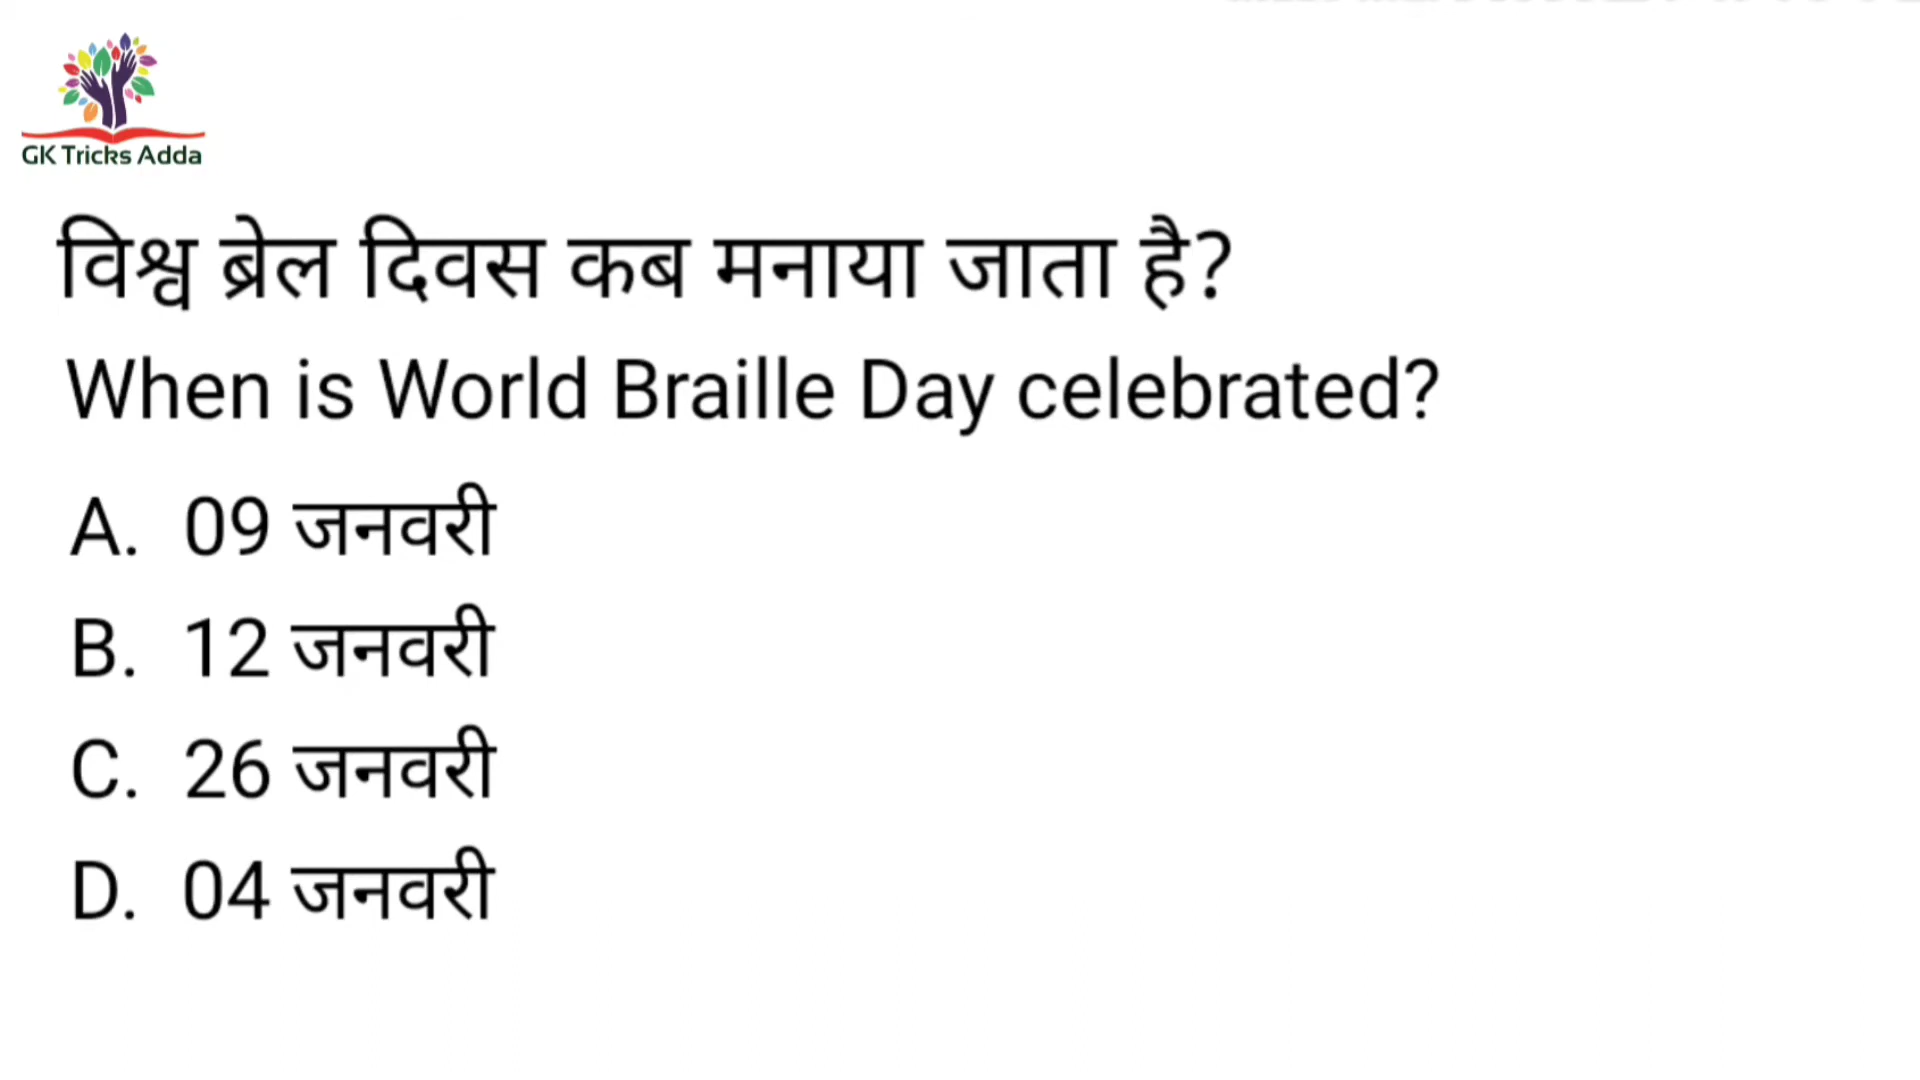 GK Tricks Adda
विश्व ब्रेल दिवस कब मनाया जाता है?
When is World Braille Day celebrated?
A. 09 जनवरी
B. 12 जनवरी
C. 26 जनवरी
D. 04 जनवरी